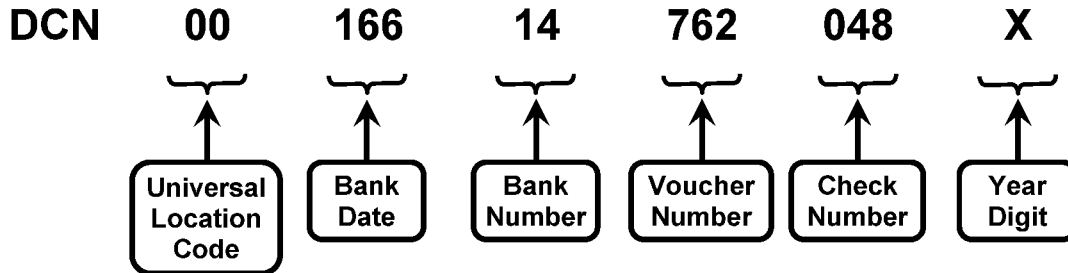 DCN 00 166 14 762 048 X
Universal
Location
Code
Bank
Date
Bank
Number
Voucher
Number
Check
Number
Year
Digit